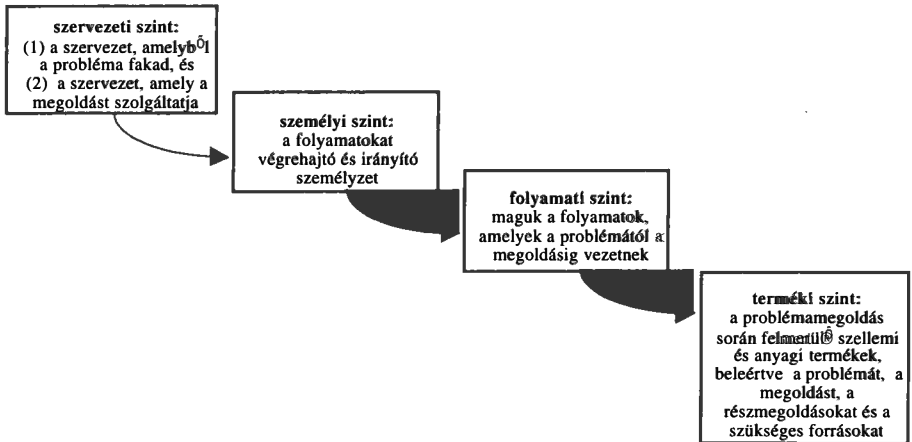 szervezeti szint:
(1) a szervezet, amelyből
a probléma fakad, és
(2) a szervezet, amely a
megoldást szolgáltatja
személyi szint:
a folyamatokat
végrehajtó és irányító
személyzet
folyamati szint:
maguk a folyamatok,
amelyek a problémától a
megoldásig vezetnek
terméki szint:
a problémamegoldás
során felmerülő szellemi
és anyagi termékek,
beleértve a problémát, a
megoldást, a
részmegoldásokat és a
szükséges forrásokat